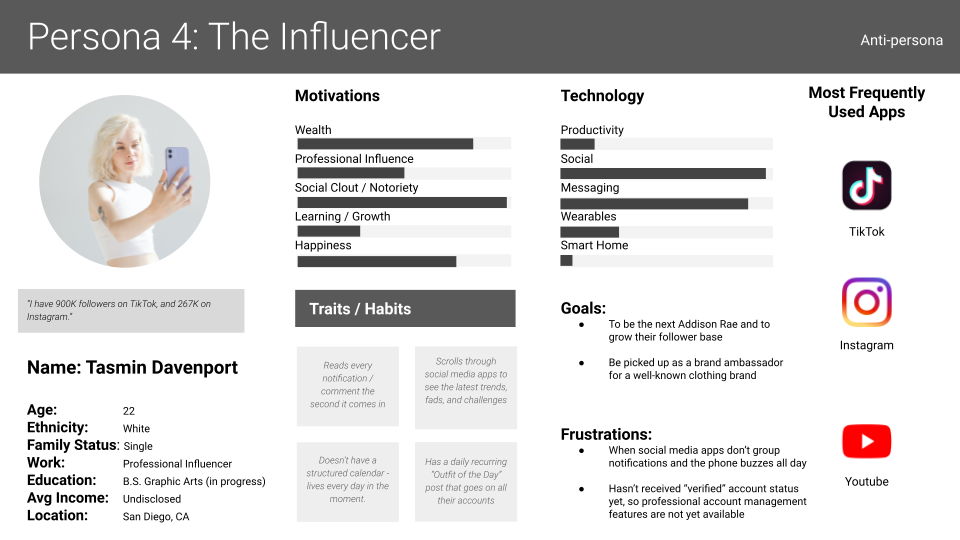 Persona 4: The Influencer
Anti-persona
"I have 900K followers on TikTok, and 267K on
Instagram."
Name: Tasmin Davenport
Age: 22
Ethnicity: White
Family Status: Single
Work: Professional Influencer
Education: B.S. Graphic Arts (in progress)
Avg Income: Undisclosed
Location: San Diego, CA
Motivations
Wealth
Professional Influence
Social Clout / Notoriety
Learning / Growth
Happiness
Traits / Habits
Reads every
notification /
comment the
second it comes in
Scrolls through
social media apps to
see the latest trends,
fads, and challenges
Doesn't have a
structured calendar -
lives every day in the
moment.
Has a daily recurring
"Outfit of the Day"
post that goes on all
their accounts
Technology
Productivity
Social
Messaging
Wearables
Smart Home
Goals:
● To be the next Addison Rae and to
grow their follower base
● Be picked up as a brand ambassador
for a well-known clothing brand
Frustrations:
● When social media apps don't group
notifications and the phone buzzes all day
● Hasn't received "verified" account status
yet, so professional account management
features are not yet available
Most Frequently
Used Apps
TikTok
Instagram
Youtube